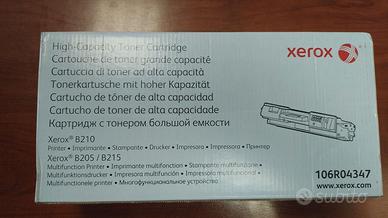 xerox
High-Capacity Toner Cartridge
Cartouche de toner grande capacité
Cartuccia di toner ad alta capacità
Tonerkartusche mit hoher Kapazität
Cartucho de tóner de alta capacidad
Cartucho de toner de alta capacidade
Картридж с тонером большой емкости
Xerox® B210
Printer • Imprimante • Stampante • Drucker • Impresora • Impressora • Принтер
Xerox® B205 / B215
Multifunction Printer • Imprimante multifonction • Stampante multifunzione •
Multifunktionsdrucker • Impresora multifunción • Impressora multifuncional •
Multifunctionele printer • Многофункциональное устройство
106R04347
www.xerox.com
subito